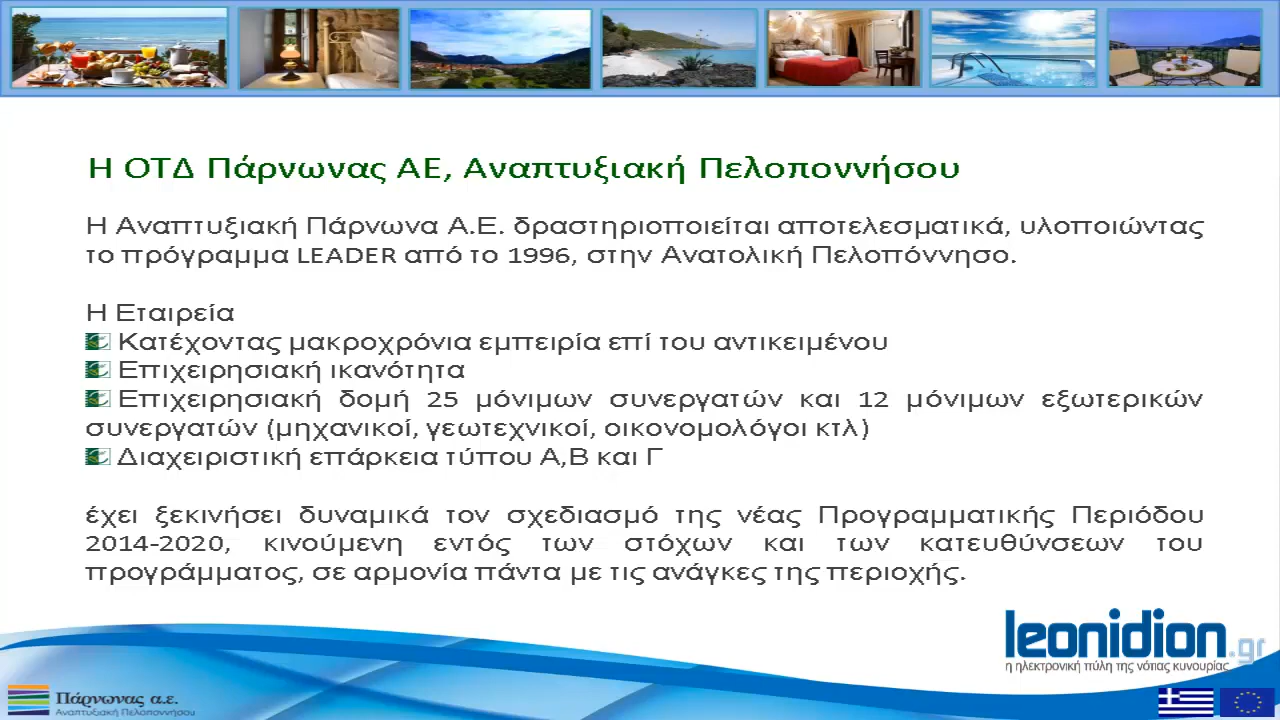 Η ΟΤΔ Πάρνωνας ΑΕ, Αναπτυξιακή Πελοποννήσου
Η Αναπτυξιακή Πάρνωνα Α.Ε. δραστηριοποιείται αποτελεσματικά, υλοποιώντας
το πρόγραμμα LEADER από το 1996, στην Ανατολική Πελοπόννησο.
Η Εταιρεία
Κατέχοντας μακροχρόνια εμπειρία επί του αντικειμένου
Επιχειρησιακή ικανότητα
Επιχειρησιακή δομή 25 μόνιμων συνεργατών και 12 μόνιμων εξωτερικών
συνεργατών (μηχανικοί, γεωτεχνικοί, οικονομολόγοι κτλ)
Διαχειριστική επάρκεια τύπου Α,Β και Γ
έχει ξεκινήσει δυναμικά τον σχεδιασμό της νέας Προγραμματικής Περιόδου
2014-2020, κινούμενη εντός των στόχων και των κατευθύνσεων του
προγράμματος, σε αρμονία πάντα με τις ανάγκες της περιοχής.
leonidion.gr
η ηλεκτρονική πύλη της νότιας κυνουρίας
Πάρνωνας α.ε.
Αναπτυξιακή Πελοποννήσου